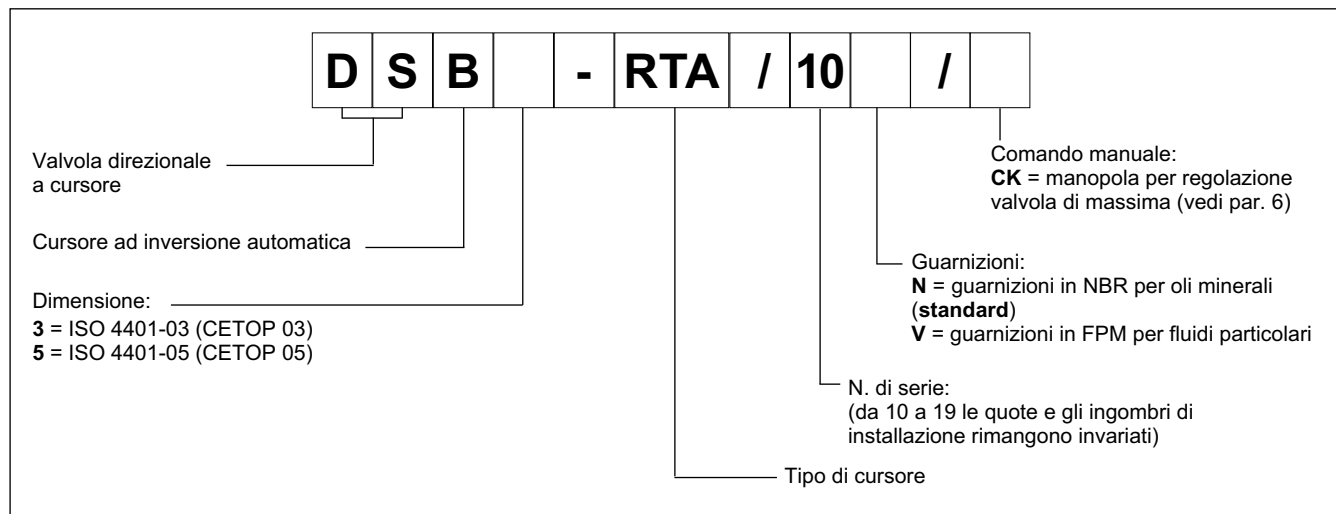 D S B - RTA / 10 /
Valvola direzionale
a cursore
Cursore ad inversione automatica
Dimensione:
3 = ISO 4401-03 (CETOP 03)
5 = ISO 4401-05 (CETOP 05)
Comando manuale:
CK = manopola per regolazione
valvola di massima (vedi par. 6)
Guarnizioni:
N = guarnizioni in NBR per oli minerali
(standard)
V = guarnizioni in FPM per fluidi particolari
N. di serie:
(da 10 a 19 le quote e gli ingombri di
installazione rimangono invariati)
Tipo di cursore